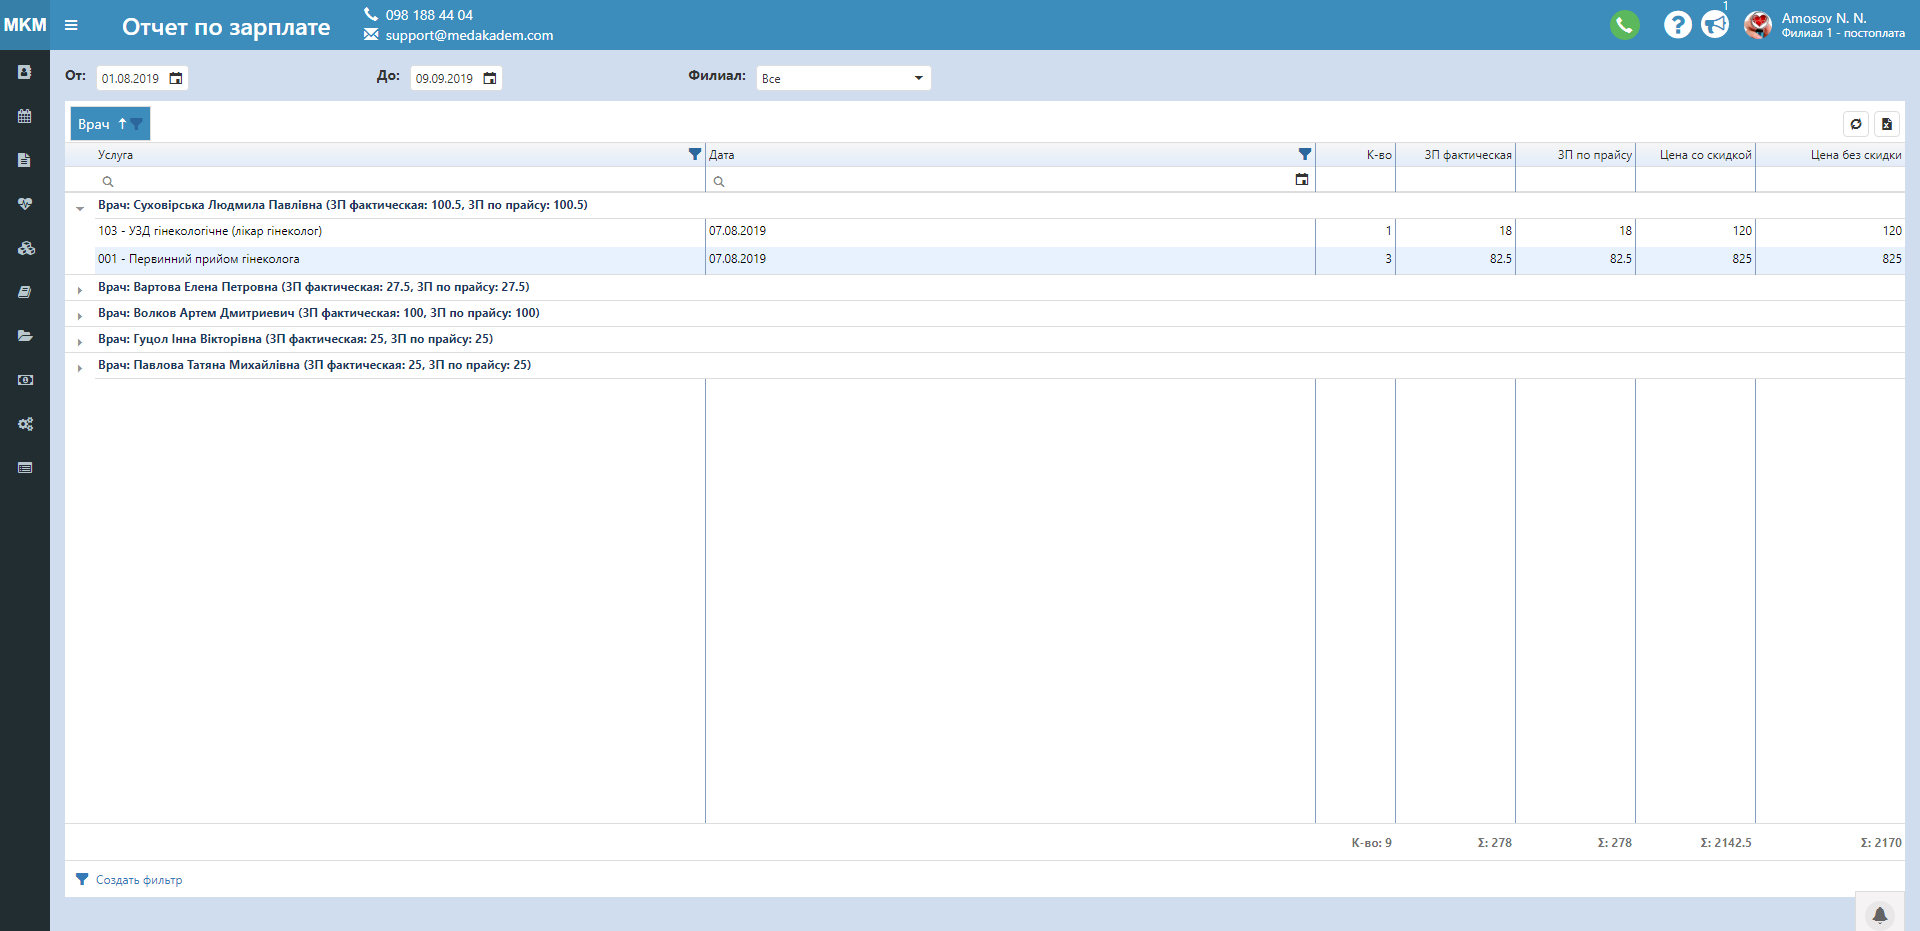 МКМ
Отчет по зарплате
098 188 44 04
support@medakadem.com
1
Amosov N. N.
Филиал 1 - постоплата
От: 01.08.2019 До: 09.09.2019 Филиал: Все
Врач
Услуга Дата К-во ЗП фактическая ЗП по прайсу Цена со скидкой Цена без скидки
Врач: Суховірська Людмила Павлівна (ЗП фактическая: 100.5, ЗП по прайсу: 100.5)
103 - УЗД гінекологічне (лікар гінеколог) 07.08.2019 1 18 18 120 120
001 - Первинний прийом гінеколога 07.08.2019 3 82.5 82.5 825 825
Врач: Вартова Елена Петровна (ЗП фактическая: 27.5, ЗП по прайсу: 27.5)
Врач: Волков Артем Дмитриевич (ЗП фактическая: 100, ЗП по прайсу: 100)
Врач: Гуцол Інна Вікторівна (ЗП фактическая: 25, ЗП по прайсу: 25)
Врач: Павлова Татяна Михайлівна (ЗП фактическая: 25, ЗП по прайсу: 25)
К-во: 9 Σ: 278 Σ: 278 Σ: 2142.5 Σ: 2170
Создать фильтр